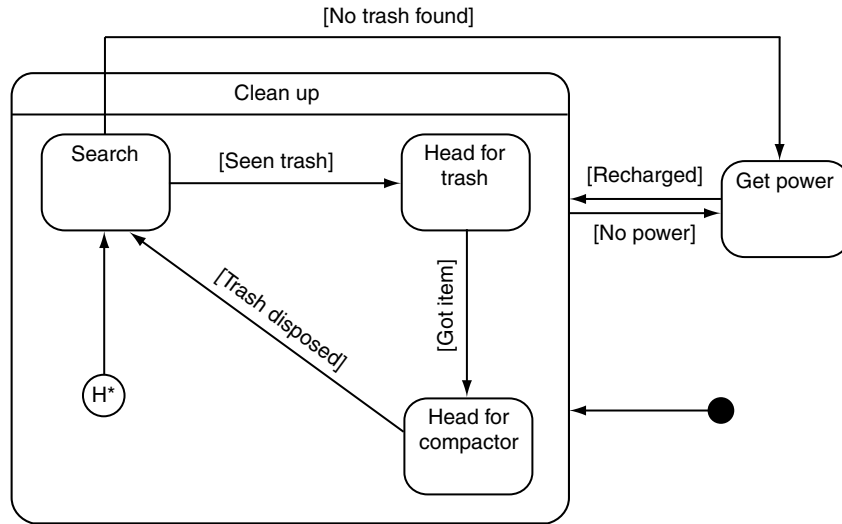 [No trash found]
Clean up
Search
[Seen trash]
Head for
trash
[Recharged]
Get power
[No power]
[Trash disposed]
[Got item]
H*
Head for
compactor